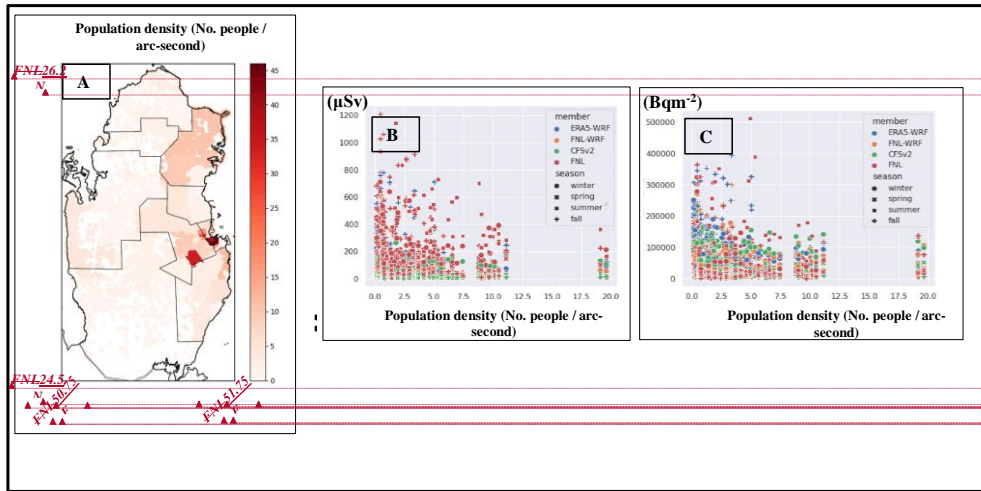 Population density (No. people /
arc-second)
A
FNL26.2
N
45
40
35
30
25
20
15
10
5
0
FNL24.5
N
FNL50.75
E
FNL51.75
E
(μSv)
B
1200
1000
800
600
400
200
0
member
ERA5-WRF
FNL-WRF
CFSv2
FNL
season
winter
spring
summer
fall
0.0 2.5 5.0 7.5 10.0 12.5 15.0 17.5 20.0
Population density (No. people / arc-
second)
(Bqm-2)
C
500000
400000
300000
200000
100000
0
member
ERA5-WRF
FNL-WRF
CFSv2
FNL
season
winter
spring
summer
fall
0.0 2.5 5.0 7.5 10.0 12.5 15.0 17.5 20.0
Population density (No. people / arc-
second)